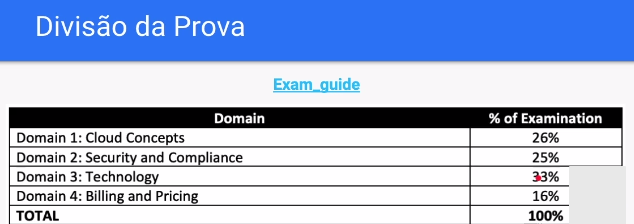 Divisão da Prova
Exam_guide
Domain % of Examination
Domain 1: Cloud Concepts 26%
Domain 2: Security and Compliance 25%
Domain 3: Technology 33%
Domain 4: Billing and Pricing 16%
TOTAL 100%